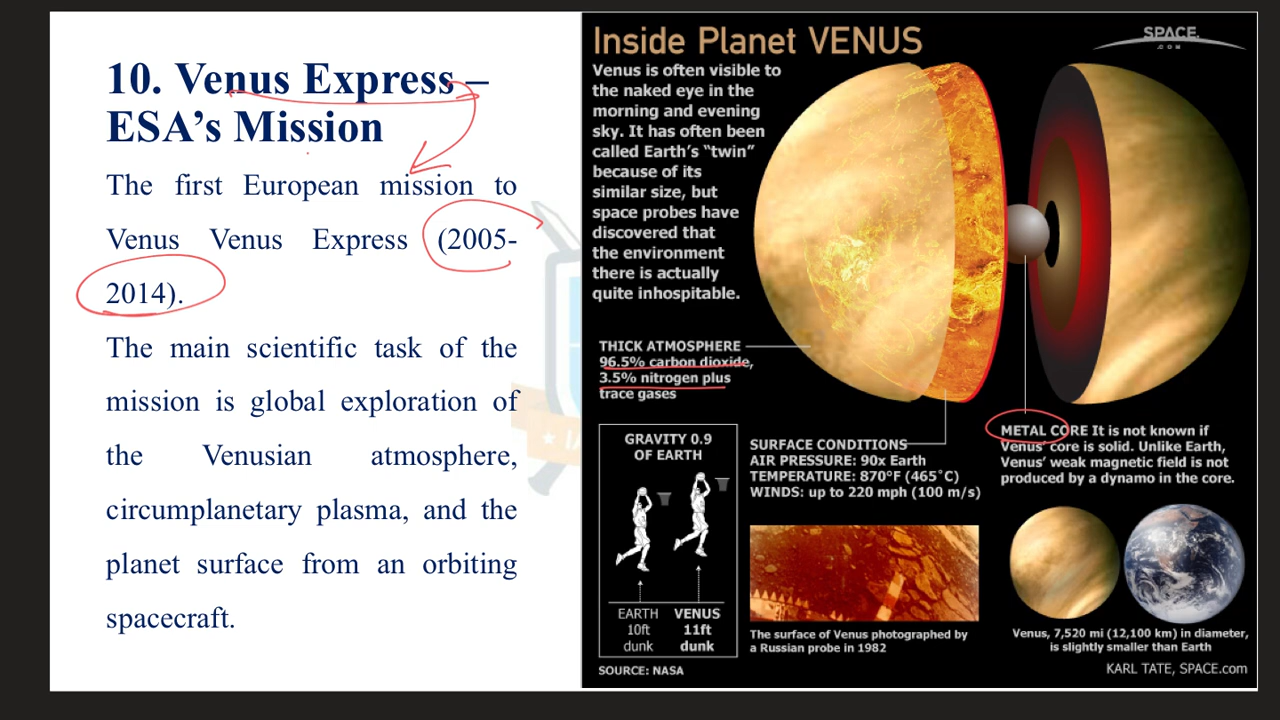 10. Venus Express –
ESA's Mission
The first European mission to
Venus Venus Express (2005-
2014).
The main scientific task of the
mission is global exploration of
the Venusian atmosphere,
circumplanetary plasma, and the
planet surface from an orbiting
spacecraft.
Inside Planet VENUS
SPACE
.COM
Venus is often visible to
the naked eye in the
morning and evening
sky. It has often been
called Earth's "twin"
because of its
similar size, but
space probes have
discovered that
the environment
there is actually
quite inhospitable.
THICK ATMOSPHERE
96.5% carbon dioxide,
3.5% nitrogen plus
trace gases
GRAVITY 0.9
OF EARTH
EARTH
10ft
dunk
VENUS
11ft
dunk
SURFACE CONDITIONS
AIR PRESSURE: 90x Earth
TEMPERATURE: 870°F (465°C)
WINDS: up to 220 mph (100 m/s)
METAL CORE It is not known if
Venus' core is solid. Unlike Earth,
Venus' weak magnetic field is not
produced by a dynamo in the core.
The surface of Venus photographed by
a Russian probe in 1982
Venus, 7,520 mi (12,100 km) in diameter,
is slightly smaller than Earth
SOURCE: NASA
KARL TATE, SPACE.com